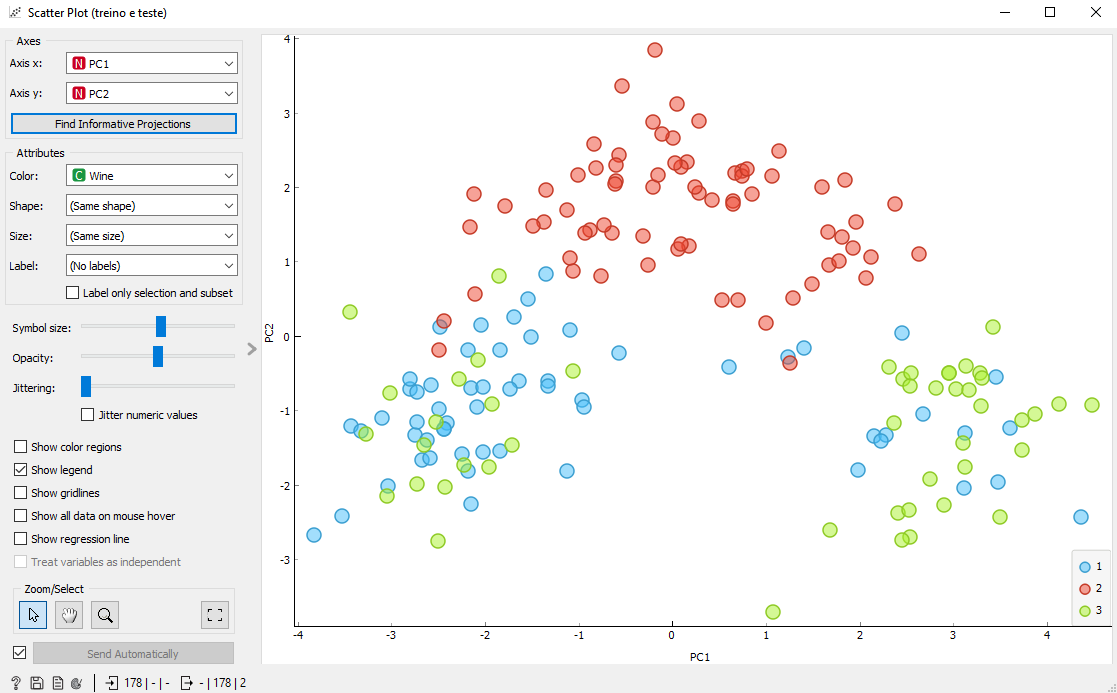 Scatter Plot (treino e teste)
Axes
Axis x: N PC1
Axis y: N PC2
Find Informative Projections
Attributes
Color: C Wine
Shape: (Same shape)
Size: (Same size)
Label: (No labels)
Label only selection and subset
Symbol size:
Opacity:
Jittering:
Jitter numeric values
Show color regions
Show legend
Show gridlines
Show all data on mouse hover
Show regression line
Treat variables as independent
Zoom/Select
Send Automatically
? 178 | - | - - | 178 | 2
4
3
2
1
0
-1
-2
-3
PC2
-4 -3 -2 -1 0 1 2 3 4
PC1
1
2
3